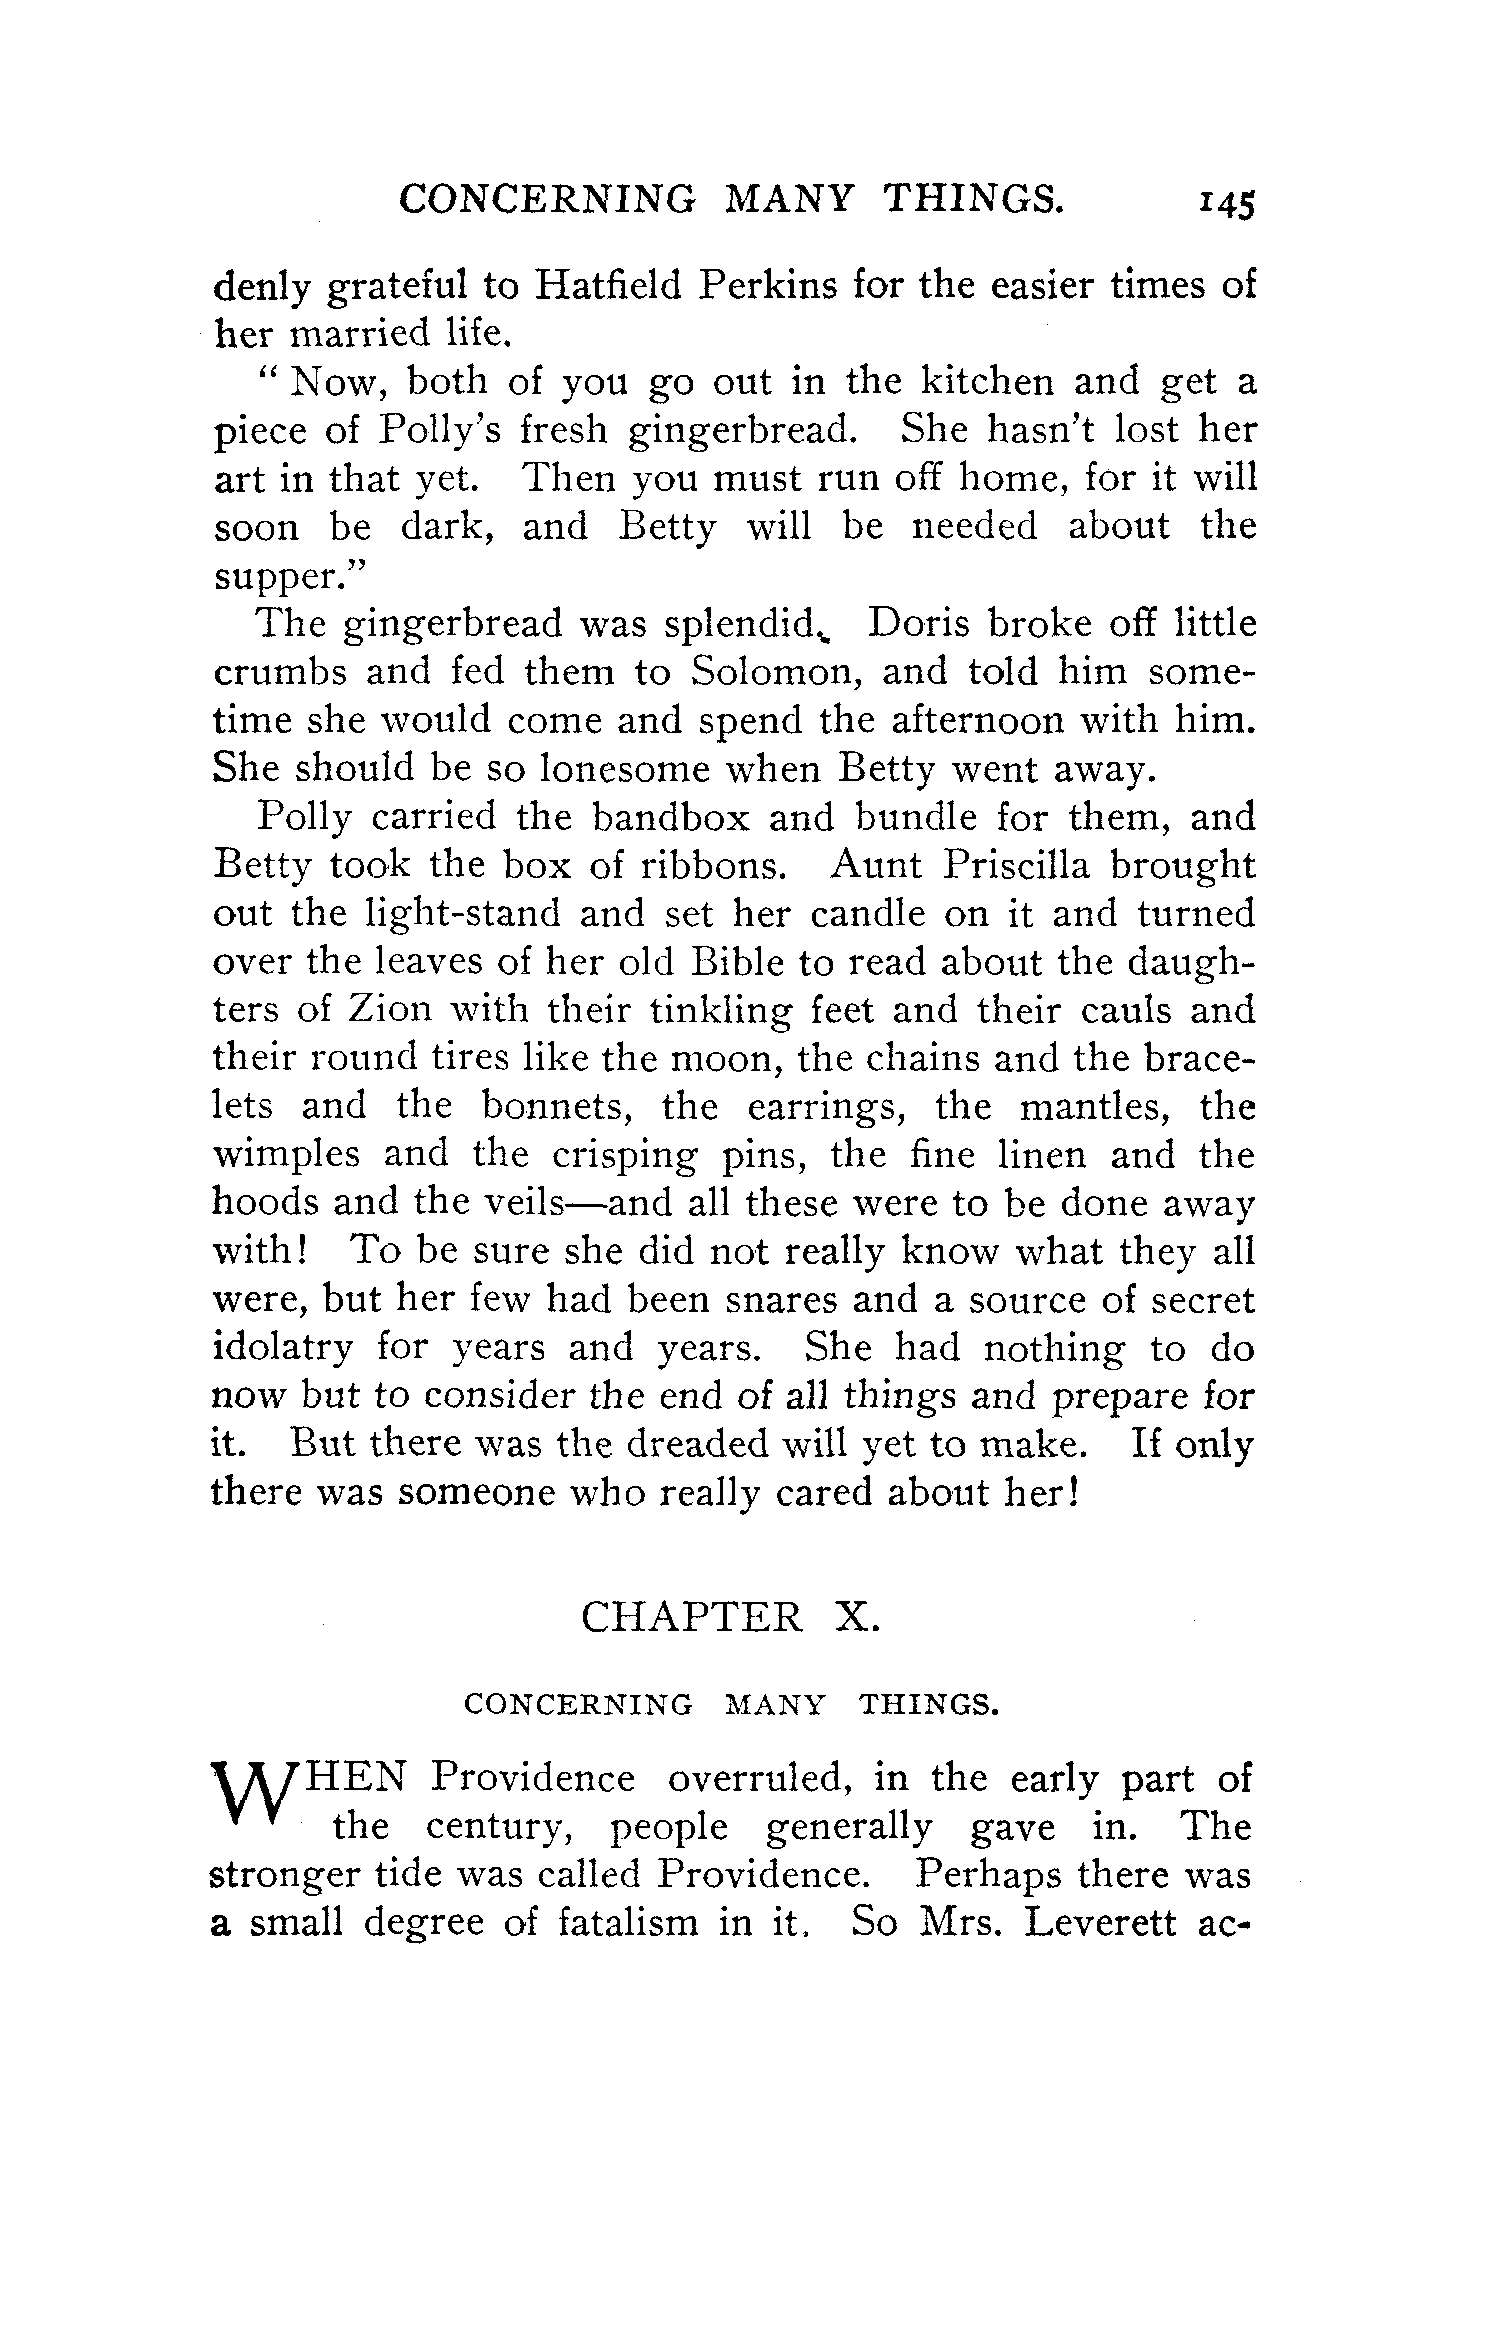 CONCERNING MANY THINGS. 145
denly grateful to Hatfield Perkins for the easier times of
her married life.
" Now, both of you go out in the kitchen and get a
piece of Polly's fresh gingerbread. She hasn't lost her
art in that yet. Then you must run off home, for it will
soon be dark, and Betty will be needed about the
supper."
The gingerbread was splendid. Doris broke off little
crumbs and fed them to Solomon, and told him some-
time she would come and spend the afternoon with him.
She should be so lonesome when Betty went away.
Polly carried the bandbox and bundle for them, and
Betty took the box of ribbons. Aunt Priscilla brought
out the light-stand and set her candle on it and turned
over the leaves of her old Bible to read about the daugh-
ters of Zion with their tinkling feet and their cauls and
their round tires like the moon, the chains and the brace-
lets and the bonnets, the earrings, the mantles, the
wimples and the crisping pins, the fine linen and the
hoods and the veils—and all these were to be done away
with! To be sure she did not really know what they all
were, but her few had been snares and a source of secret
idolatry for years and years. She had nothing to do
now but to consider the end of all things and prepare for
it. But there was the dreaded will yet to make. If only
there was someone who really cared about her!
CHAPTER X.
CONCERNING MANY THINGS.
WHEN Providence overruled, in the early part of
the century, people generally gave in. The
stronger tide was called Providence. Perhaps there was
a small degree of fatalism in it. So Mrs. Leverett ac-